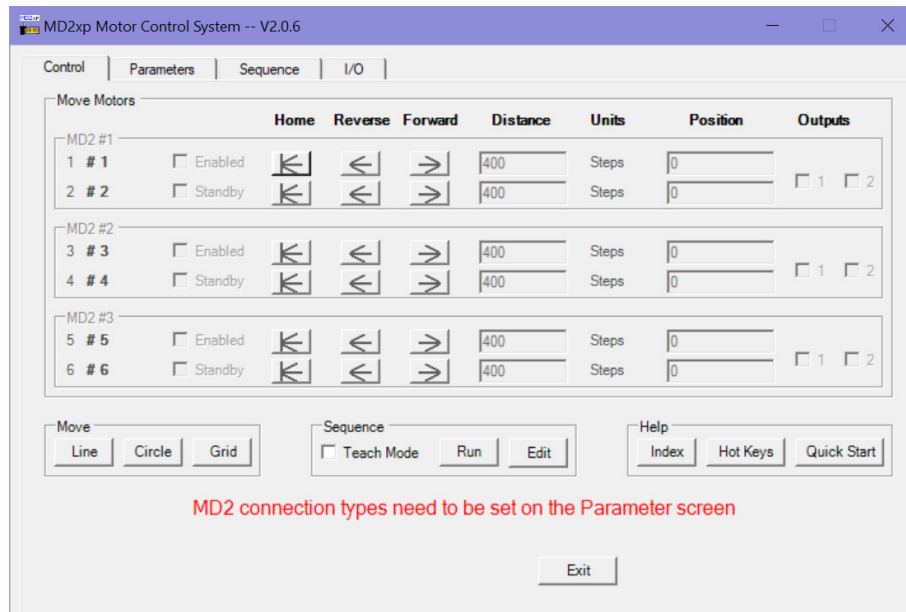 MD2xp Motor Control System -- V2.0.6
Control Parameters Sequence I/O
Move Motors
Home Reverse Forward Distance Units Position Outputs
MD2 #1
1 # 1 Enabled 400 Steps 0
2 # 2 Standby 400 Steps 0 1 2
MD2 #2
3 # 3 Enabled 400 Steps 0
4 # 4 Standby 400 Steps 0 1 2
MD2 #3
5 # 5 Enabled 400 Steps 0
6 # 6 Standby 400 Steps 0 1 2
Move Sequence Help
Line Circle Grid Teach Mode Run Edit Index Hot Keys Quick Start
MD2 connection types need to be set on the Parameter screen
Exit